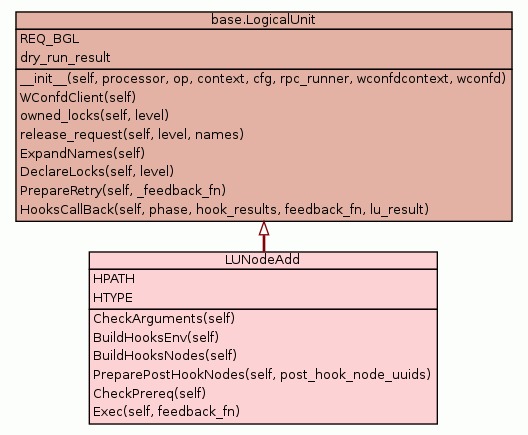 base.LogicalUnit
REQ_BGL
dry_run_result
__init__(self, processor, op, context, cfg, rpc_runner, wconfdcontext, wconfd)
WConfdClient(self)
owned_locks(self, level)
release_request(self, level, names)
ExpandNames(self)
DeclareLocks(self, level)
PrepareRetry(self, _feedback_fn)
HooksCallBack(self, phase, hook_results, feedback_fn, lu_result)
LUNodeAdd
HPATH
HTYPE
CheckArguments(self)
BuildHooksEnv(self)
BuildHooksNodes(self)
PreparePostHookNodes(self, post_hook_node_uuids)
CheckPrereq(self)
Exec(self, feedback_fn)